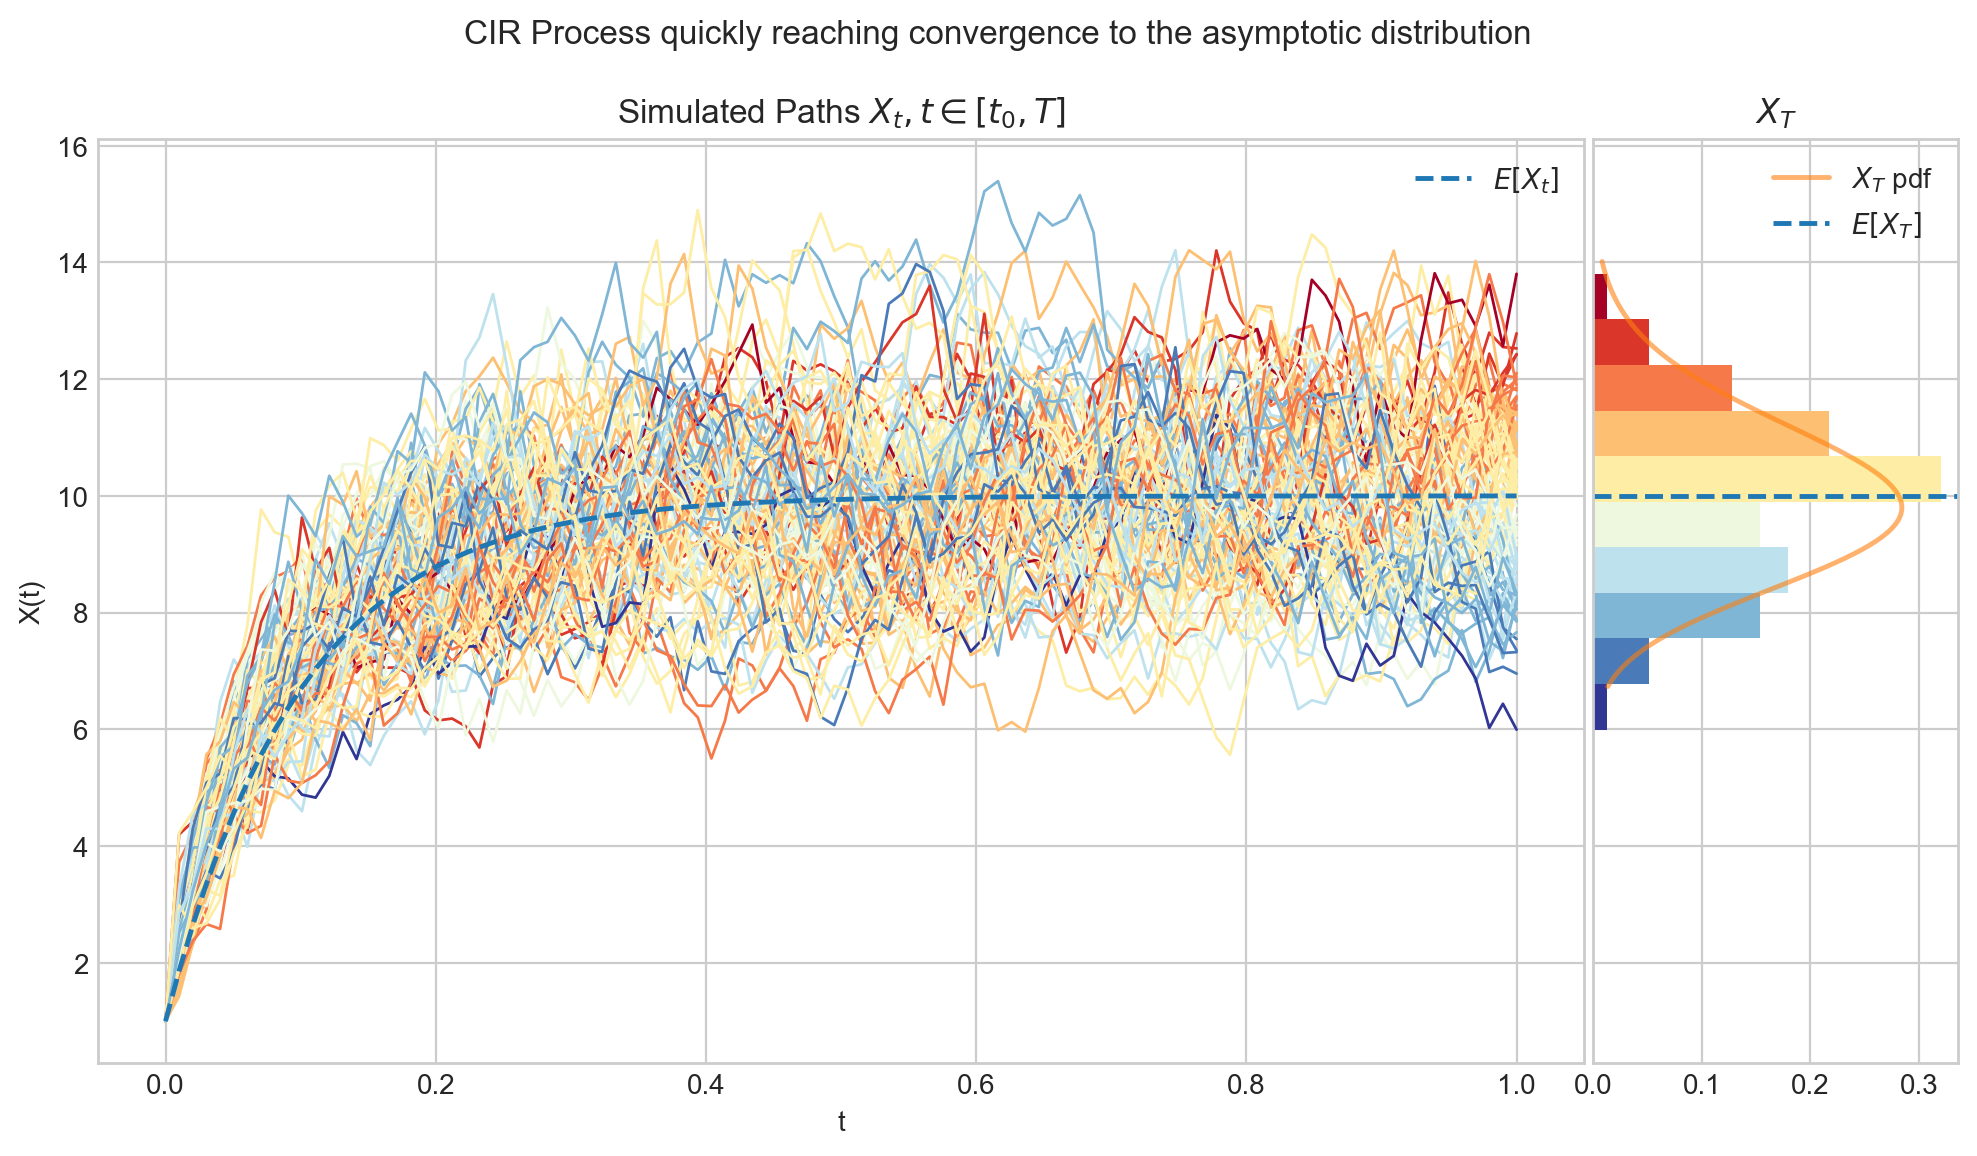 CIR Process quickly reaching convergence to the asymptotic distribution
Simulated Paths $X_t, t \in [t_0, T]$
$X_T$
$E[X_t]$
$X_T$ pdf
$E[X_T]$
X(t)
16
14
12
10
8
6
4
2
0.0 0.2 0.4 0.6 0.8 1.0
0.0 0.1 0.2 0.3
t